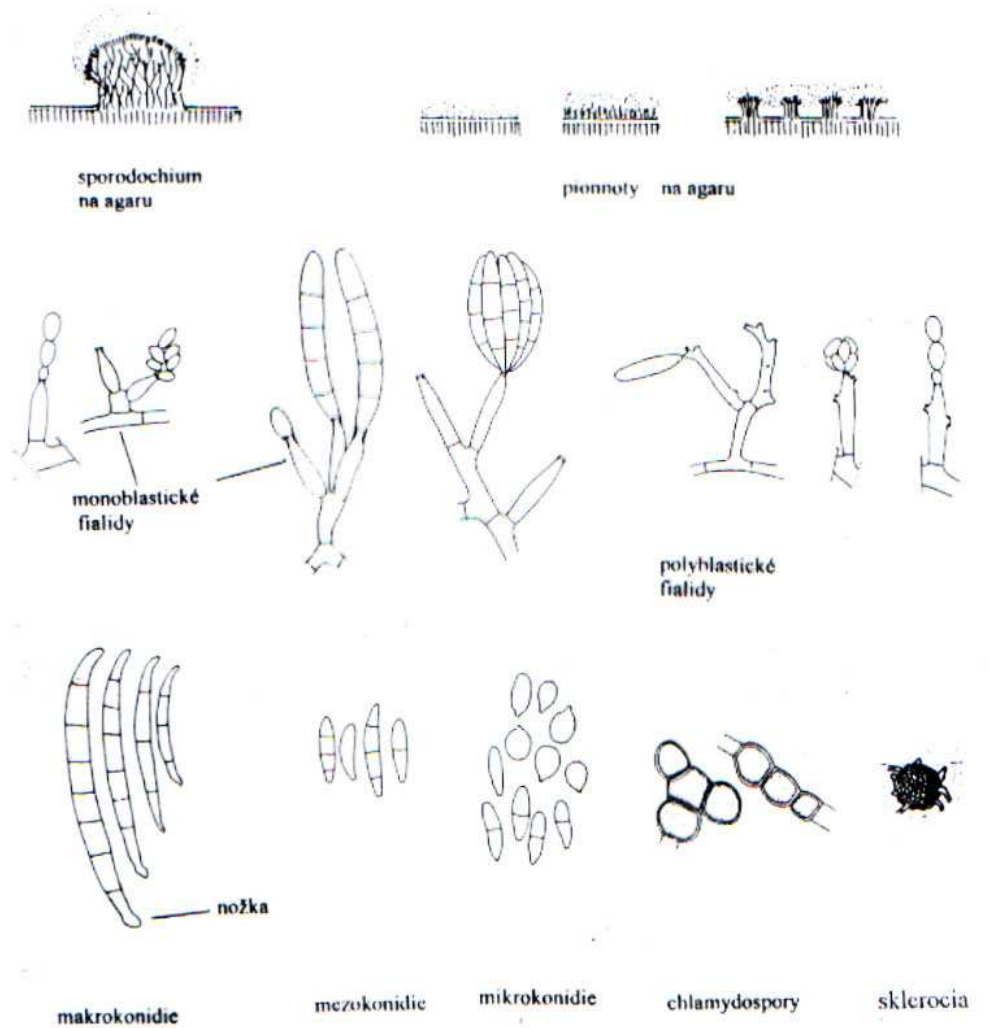 sporodochium
na agaru
pionnoty na agaru
monoblastické
fialidy
polyblastické
fialidy
nožka
makrokonidie
mezokonidie
mikrokonidie
chlamydospory
sklerocia